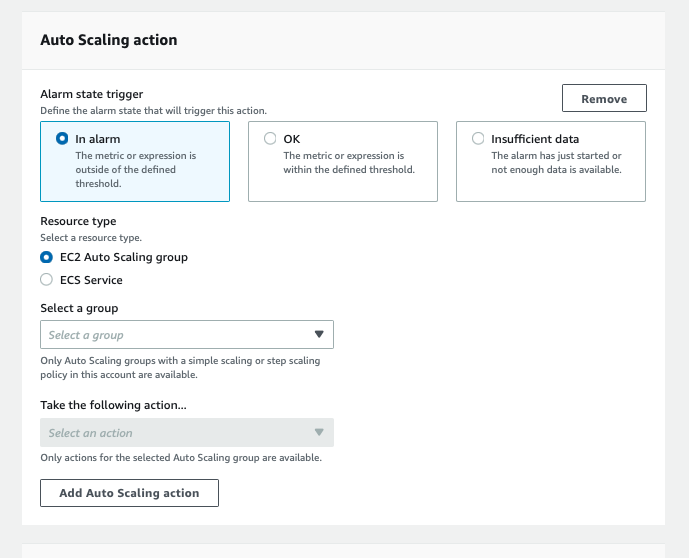 Auto Scaling action
Alarm state trigger
Define the alarm state that will trigger this action.
Remove
In alarm
The metric or expression is
outside of the defined
threshold.
OK
The metric or expression is
within the defined threshold.
Insufficient data
The alarm has just started or
not enough data is available.
Resource type
Select a resource type.
EC2 Auto Scaling group
ECS Service
Select a group
Select a group
Only Auto Scaling groups with a simple scaling or step scaling
policy in this account are available.
Take the following action...
Select an action
Only actions for the selected Auto Scaling group are available.
Add Auto Scaling action